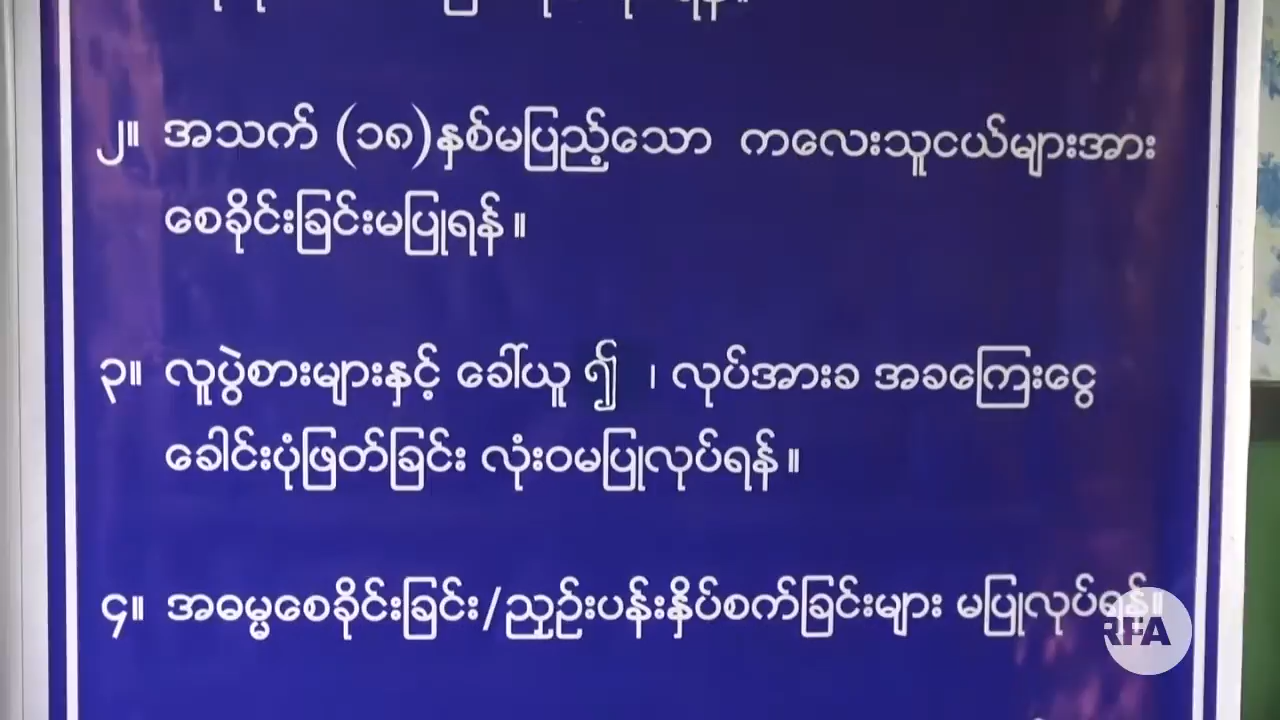 ၂။ အသက် (၁၈)နှစ်မပြည့်သော ကလေးသူငယ်များအား
စေခိုင်းခြင်းမပြုရန်။
၃။ လူပွဲစားများနှင့် ခေါ်ယူ ၍ ၊ လုပ်အားခ အခကြေးငွေ
ခေါင်းပုံဖြတ်ခြင်း လုံးဝမပြုလုပ်ရန်။
၄။ အဓမ္မစေခိုင်းခြင်း/ညှဉ်းပန်းနှိပ်စက်ခြင်းများ မပြုလုပ်ရန်။
RFA